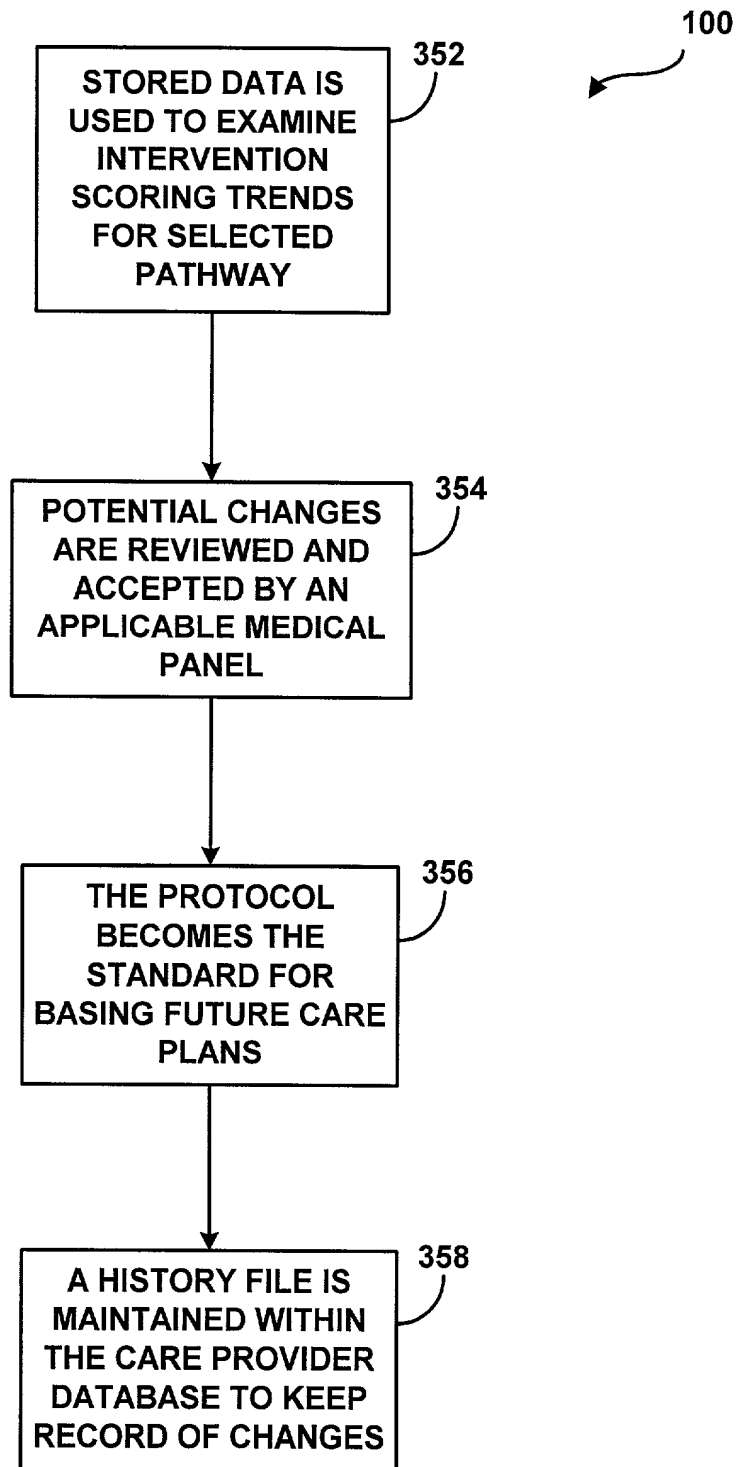 100
352
STORED DATA IS
USED TO EXAMINE
INTERVENTION
SCORING TRENDS
FOR SELECTED
PATHWAY
354
POTENTIAL CHANGES
ARE REVIEWED AND
ACCEPTED BY AN
APPLICABLE MEDICAL
PANEL
356
THE PROTOCOL
BECOMES THE
STANDARD FOR
BASING FUTURE CARE
PLANS
358
A HISTORY FILE IS
MAINTAINED WITHIN
THE CARE PROVIDER
DATABASE TO KEEP
RECORD OF CHANGES